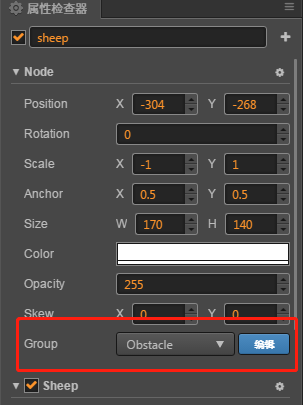 属性检查器
sheep
Node
Position X -304 Y -268
Rotation 0
Scale X -1 Y 1
Anchor X 0.5 Y 0.5
Size W 170 H 140
Color
Opacity 255
Skew X 0 Y 0
Group Obstacle 编辑
Sheep